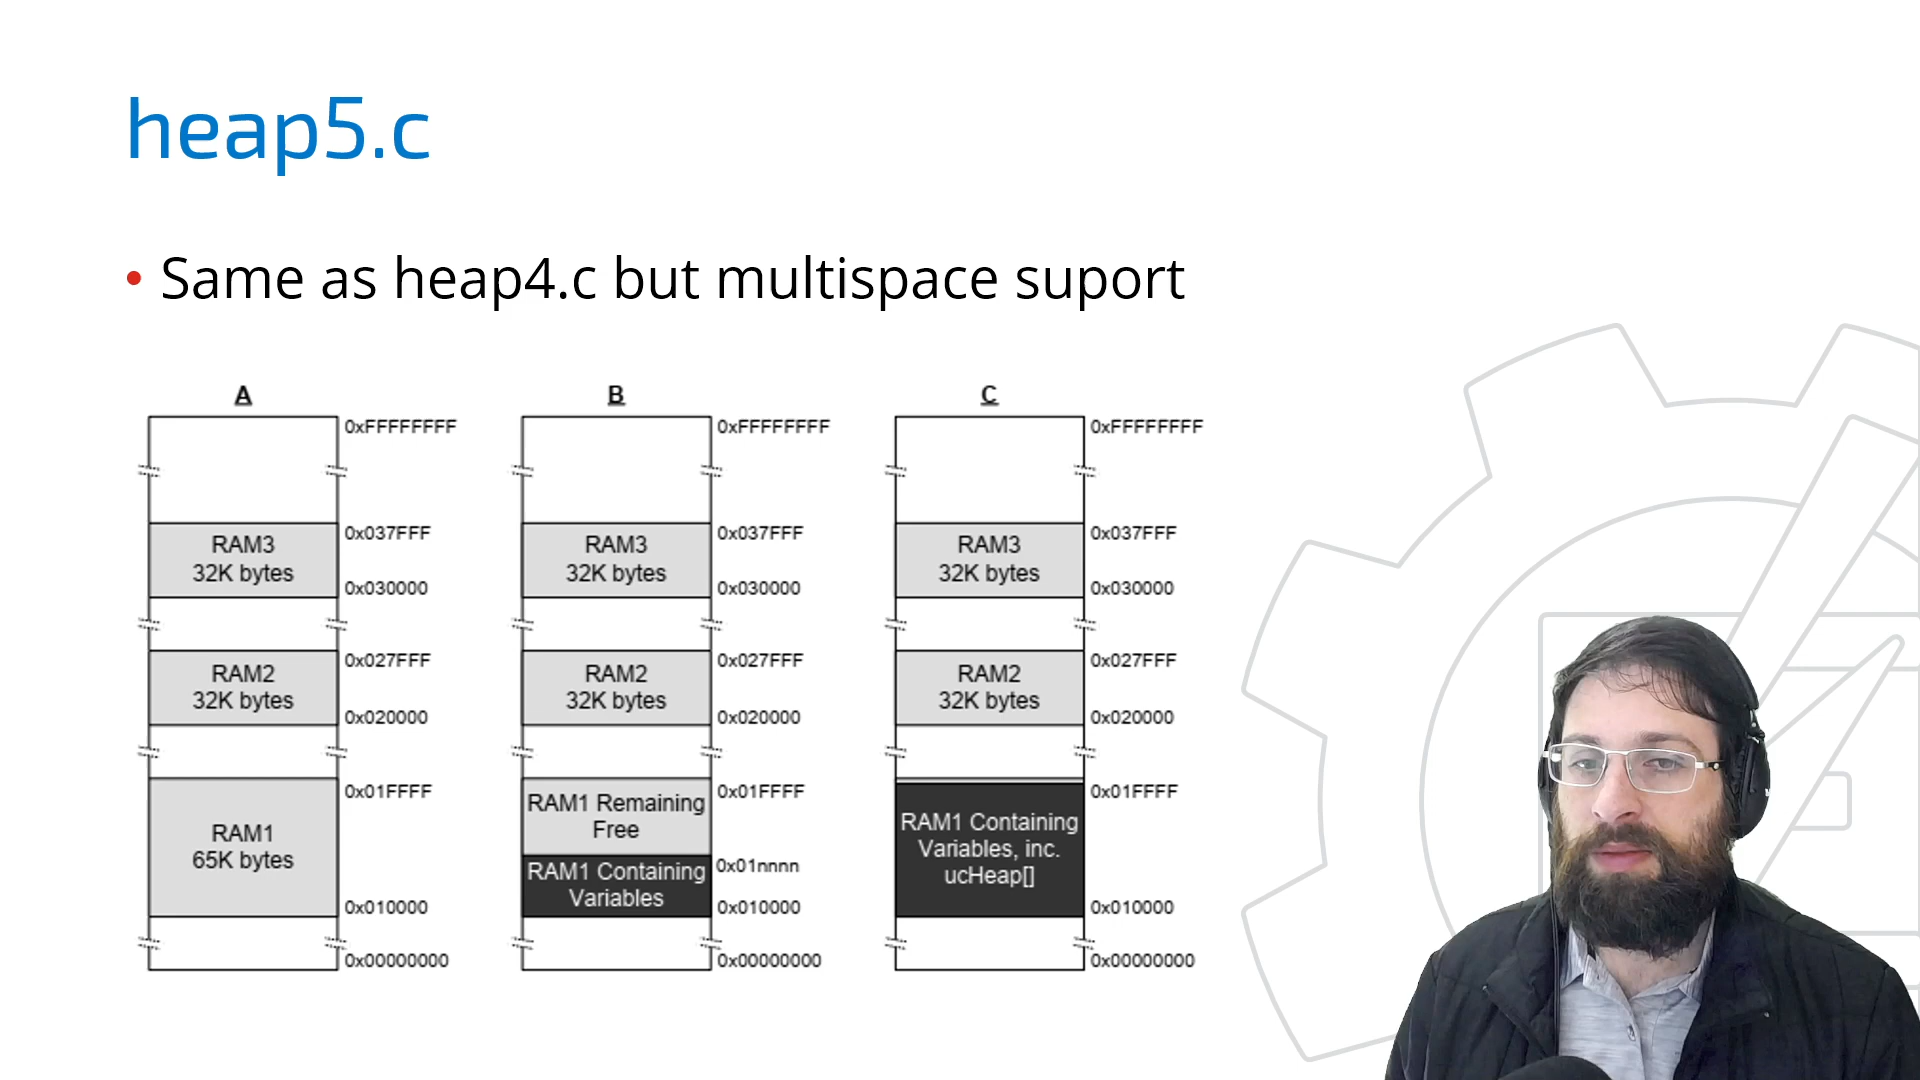 heap5.c
• Same as heap4.c but multispace suport
A
0xFFFFFFFF
RAM3
32K bytes
0x037FFF
0x030000
RAM2
32K bytes
0x027FFF
0x020000
RAM1
65K bytes
0x01FFFF
0x010000
0x00000000
B
0xFFFFFFFF
RAM3
32K bytes
0x037FFF
0x030000
RAM2
32K bytes
0x027FFF
0x020000
RAM1 Remaining
Free
0x01FFFF
RAM1 Containing
Variables
0x01nnnn
0x010000
0x00000000
C
0xFFFFFFFF
RAM3
32K bytes
0x037FFF
0x030000
RAM2
32K bytes
0x027FFF
0x020000
RAM1 Containing
Variables, inc.
ucHeap[]
0x01FFFF
0x010000
0x00000000